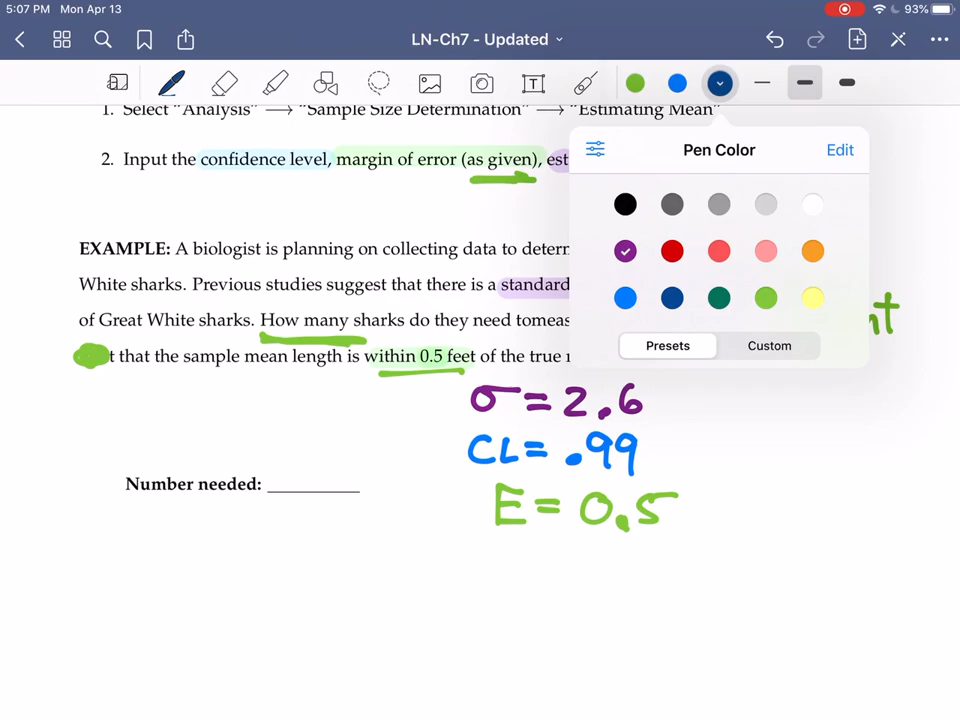 5:07 PM Mon Apr 13
93%
LN-Ch7 - Updated
1. Select “Analysis” ⟶ “Sample Size Determination” ⟶ “Estimating Mean”
Pen Color
Edit
2. Input the confidence level, margin of error (as given), est
EXAMPLE: A biologist is planning on collecting data to determ
White sharks. Previous studies suggest that there is a standard
of Great White sharks. How many sharks do they need tomeas
t that the sample mean length is within 0.5 feet of the true
Presets
Custom
σ = 2.6
CL = .99
Number needed: __________
E = 0.5